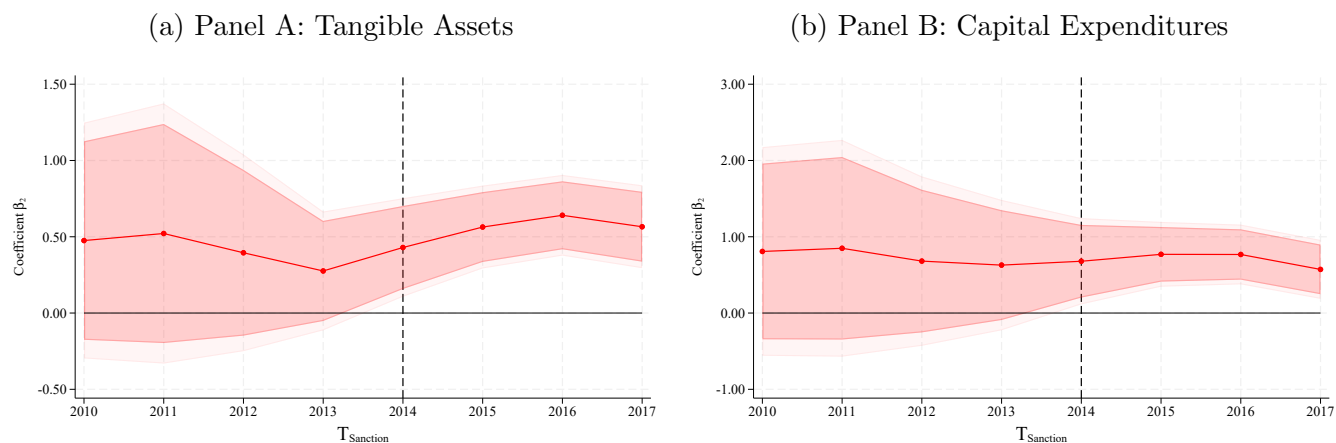 (a) Panel A: Tangible Assets
1.50
1.00
0.50
0.00
-0.50
Coefficient β2
2010 2011 2012 2013 2014 2015 2016 2017
TSanction
(b) Panel B: Capital Expenditures
3.00
2.00
1.00
0.00
-1.00
Coefficient β2
2010 2011 2012 2013 2014 2015 2016 2017
TSanction